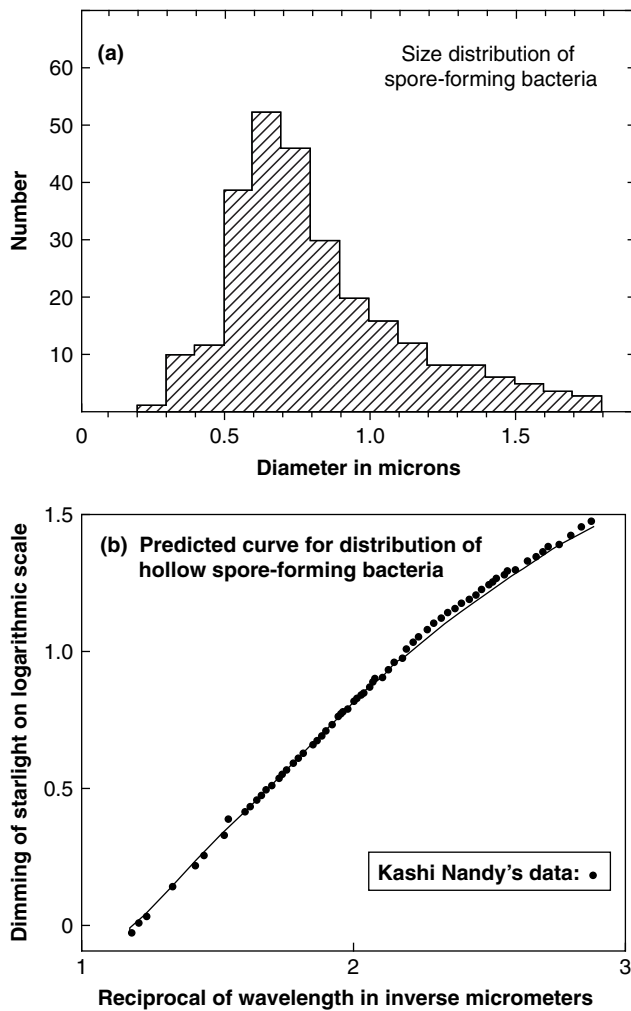 (a)
Size distribution of
spore-forming bacteria
Number
60
50
40
30
20
10
0
0.5
1.0
1.5
Diameter in microns
(b) Predicted curve for distribution of
hollow spore-forming bacteria
Dimming of starlight on logarithmic scale
1.5
1.0
0.5
0
Kashi Nandy's data:
1
2
3
Reciprocal of wavelength in inverse micrometers